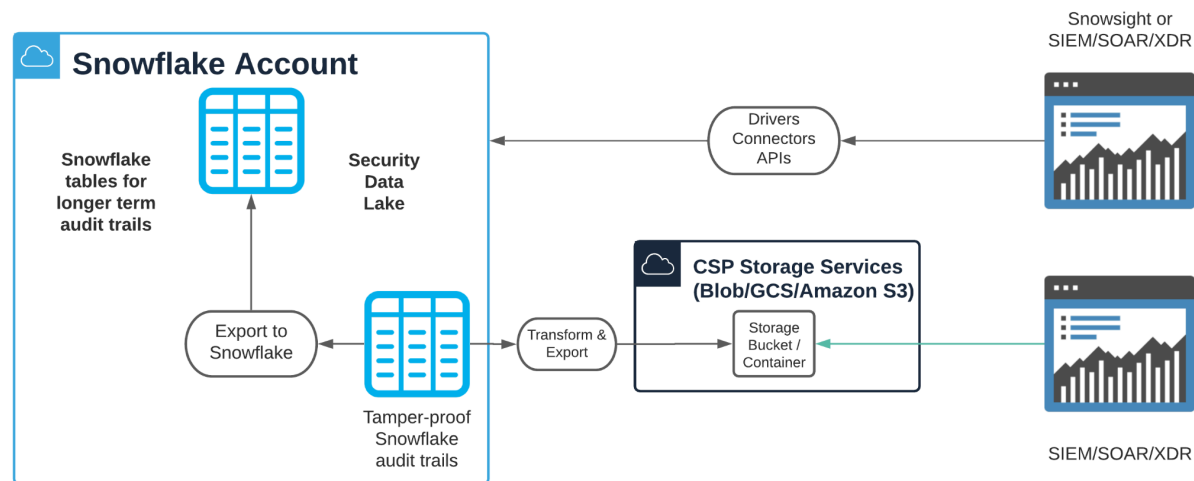 Snowsight or
SIEM/SOAR/XDR
Snowflake Account
Snowflake
tables for
longer term
audit trails
Security
Data
Lake
Drivers
Connectors
APIs
CSP Storage Services
(Blob/GCS/Amazon S3)
Export to
Snowflake
Transform &
Export
Storage
Bucket /
Container
Tamper-proof
Snowflake
audit trails
SIEM/SOAR/XDR